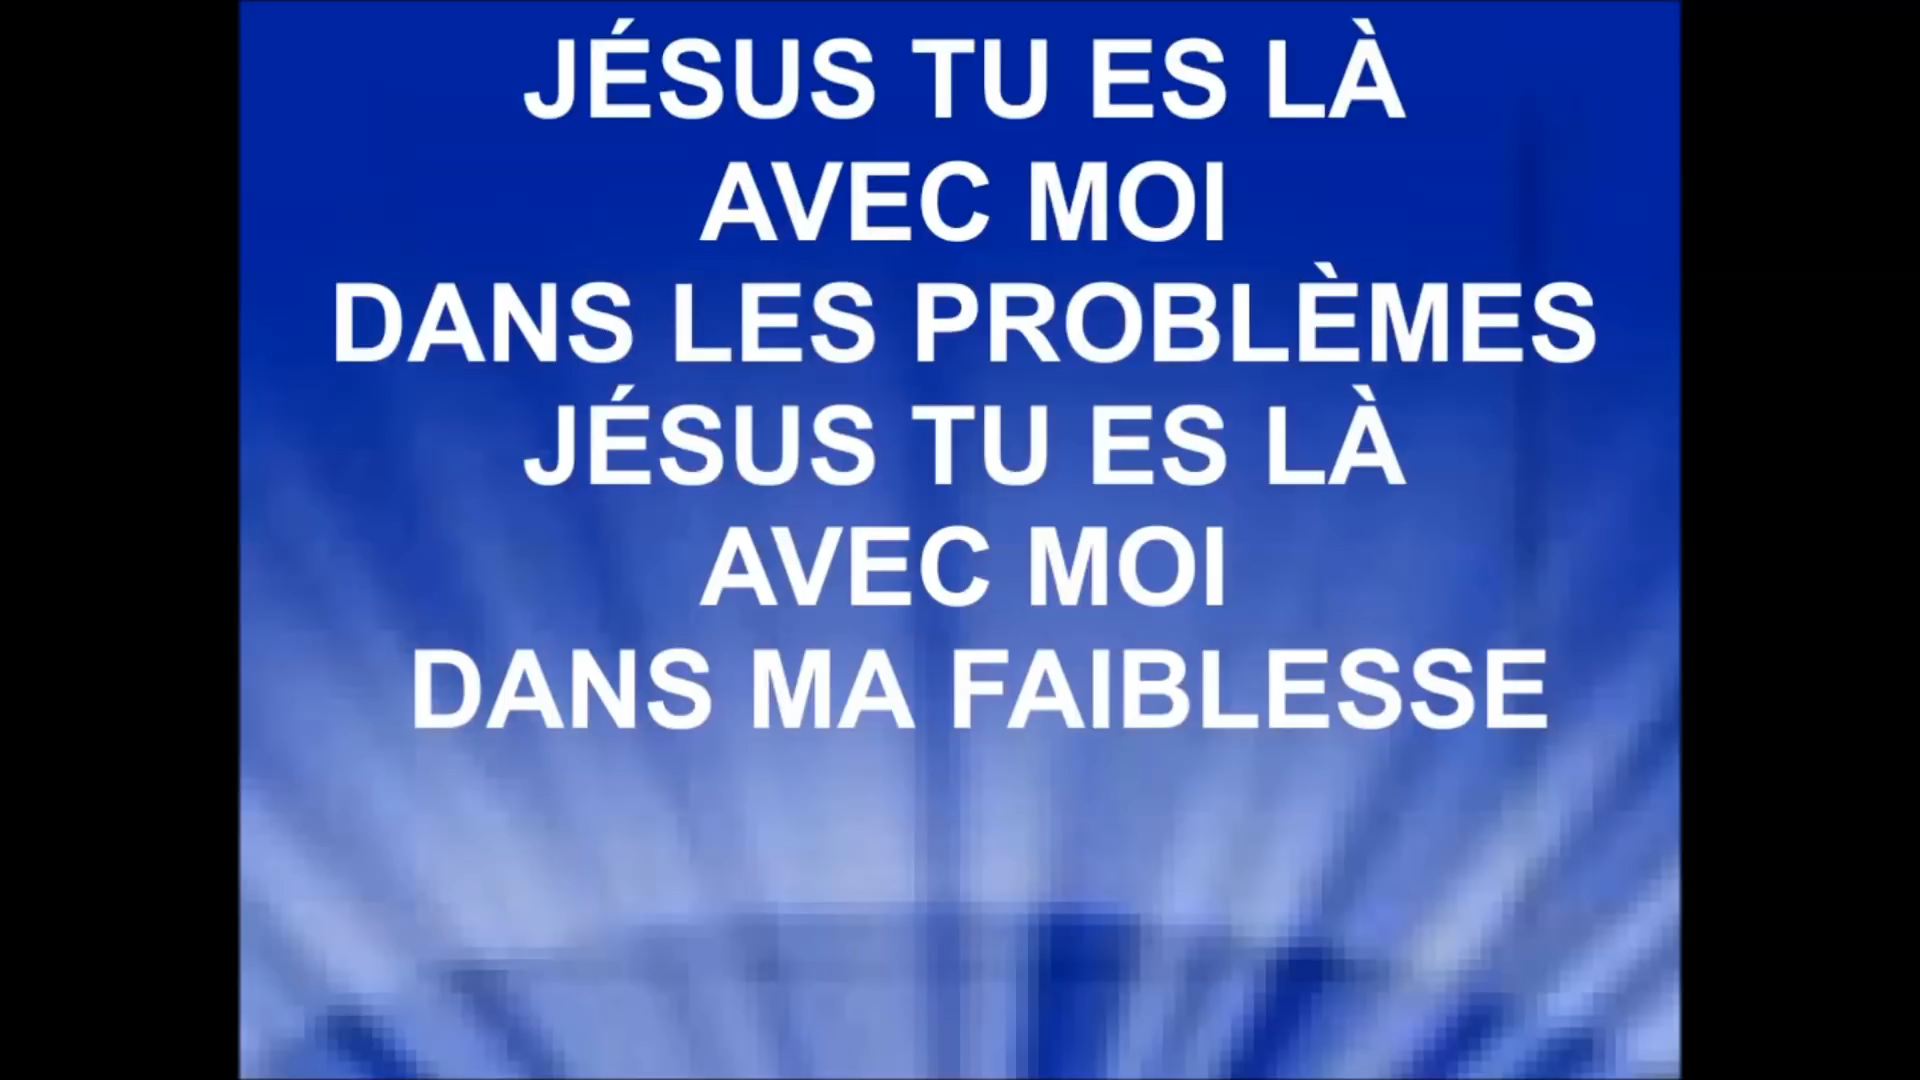 JÉSUS TU ES LÀ
AVEC MOI
DANS LES PROBLÈMES
JÉSUS TU ES LÀ
AVEC MOI
DANS MA FAIBLESSE